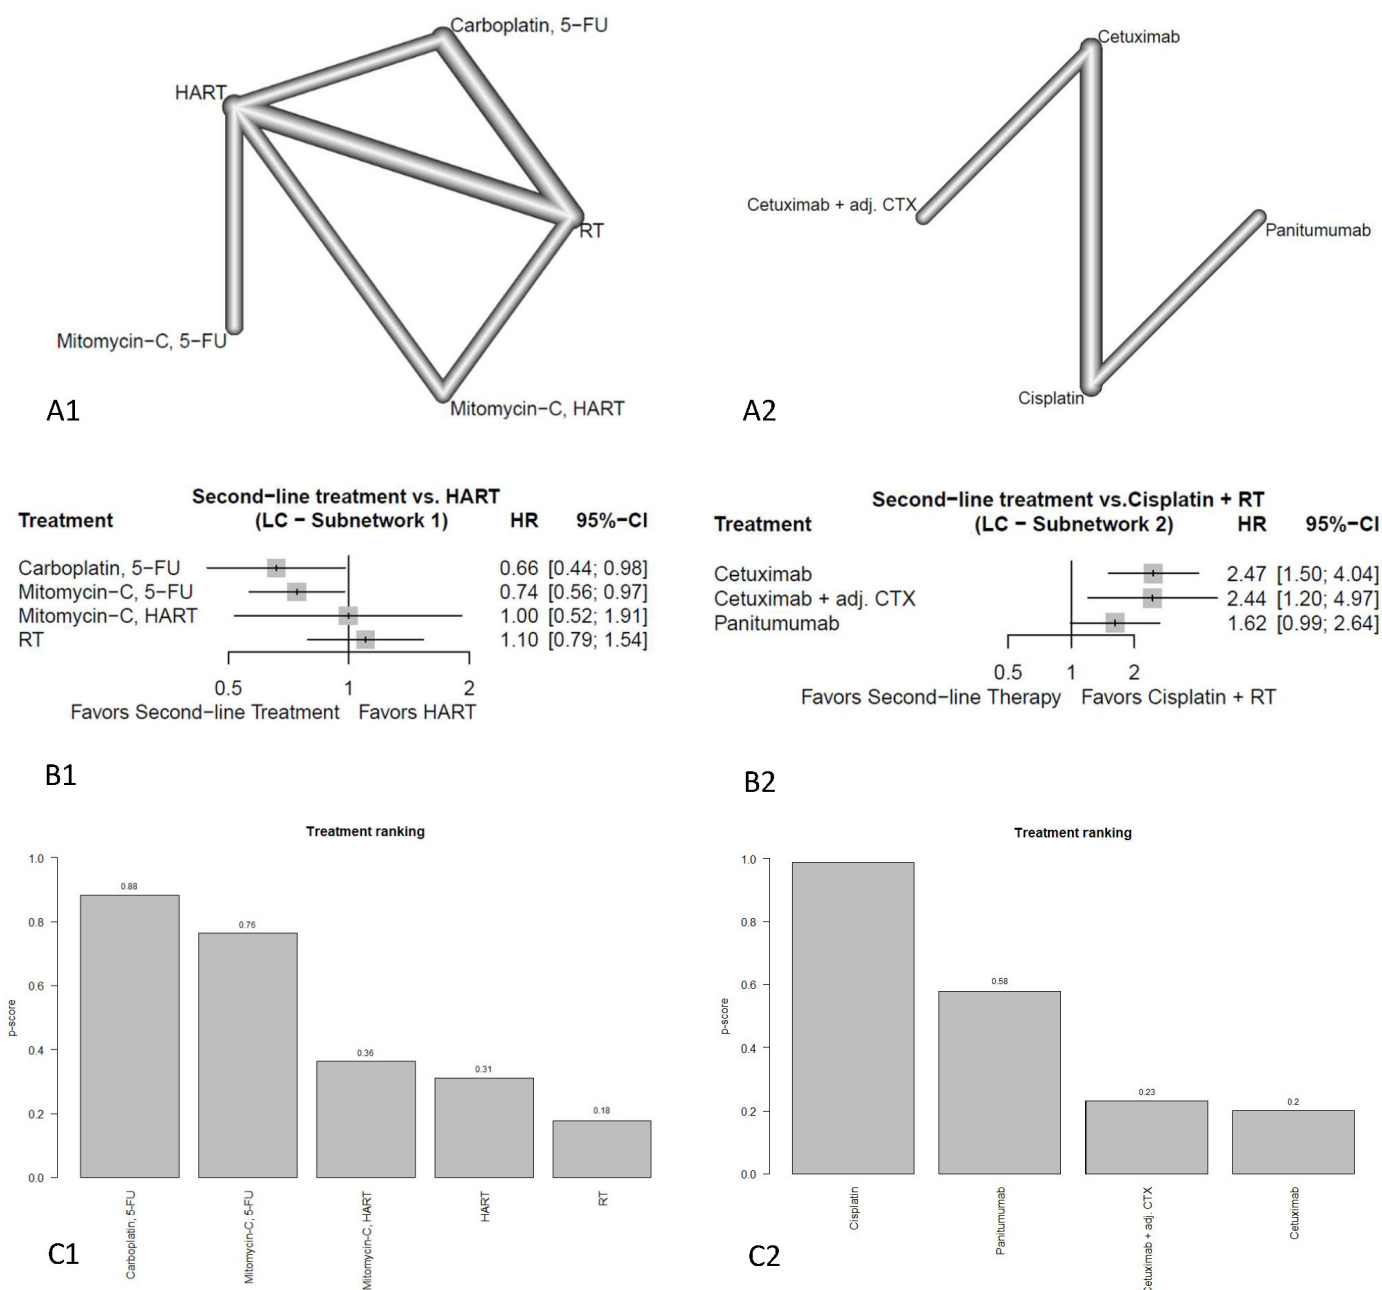 Carboplatin, 5−FU
HART
RT
Mitomycin−C, 5−FU
Mitomycin−C, HART
A1
Cetuximab
Cetuximab + adj. CTX
Panitumumab
Cisplatin
A2
Second−line treatment vs. HART
Treatment (LC − Subnetwork 1) HR 95%−CI
Carboplatin, 5−FU 0.66 [0.44; 0.98]
Mitomycin−C, 5−FU 0.74 [0.56; 0.97]
Mitomycin−C, HART 1.00 [0.52; 1.91]
RT 1.10 [0.79; 1.54]
0.5 1 2
Favors Second−line Treatment Favors HART
B1
Second−line treatment vs.Cisplatin + RT
Treatment (LC − Subnetwork 2) HR 95%−CI
Cetuximab 2.47 [1.50; 4.04]
Cetuximab + adj. CTX 2.44 [1.20; 4.97]
Panitumumab 1.62 [0.99; 2.64]
0.5 1 2
Favors Second−line Therapy Favors Cisplatin + RT
B2
Treatment ranking
p-score
1.0
0.8
0.6
0.4
0.2
0.0
0.88
0.76
0.36
0.31
0.18
Carboplatin, 5-FU
Mitomycin-C, 5-FU
Mitomycin-C, HART
HART
RT
C1
Treatment ranking
p-score
1.0
0.8
0.6
0.4
0.2
0.0
0.58
0.23
0.2
Cisplatin
Panitumumab
Cetuximab + adj. CTX
Cetuximab
C2